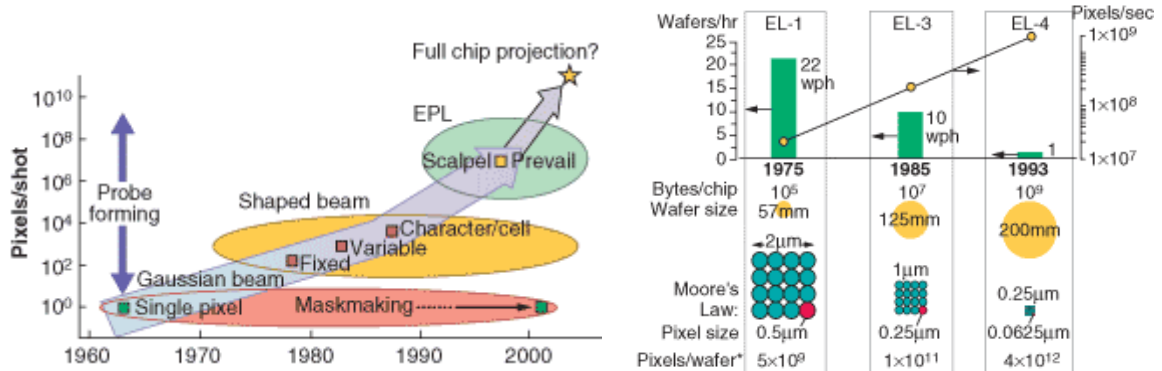 Full chip projection?
10¹⁰
EPL
10⁸
Scalpel Prevail
10⁶
Pixels/shot
Probe
forming
Shaped beam
10⁴
Character/cell
Variable
10²
Fixed
Gaussian beam
10⁰
Single pixel
Maskmaking
1960 1970 1980 1990 2000
Wafers/hr EL-1 EL-3 EL-4 Pixels/sec
25
20
15
10
5
0
22
wph
10
wph
1
1×10⁹
1×10⁸
1×10⁷
1975 1985 1993
Bytes/chip 10⁵ 10⁷ 10⁹
Wafer size 57mm 125mm 200mm
2µm
1µm
0.25µm
Moore's
Law:
Pixel size 0.5µm 0.25µm 0.0625µm
Pixels/wafer* 5×10⁹ 1×10¹¹ 4×10¹²